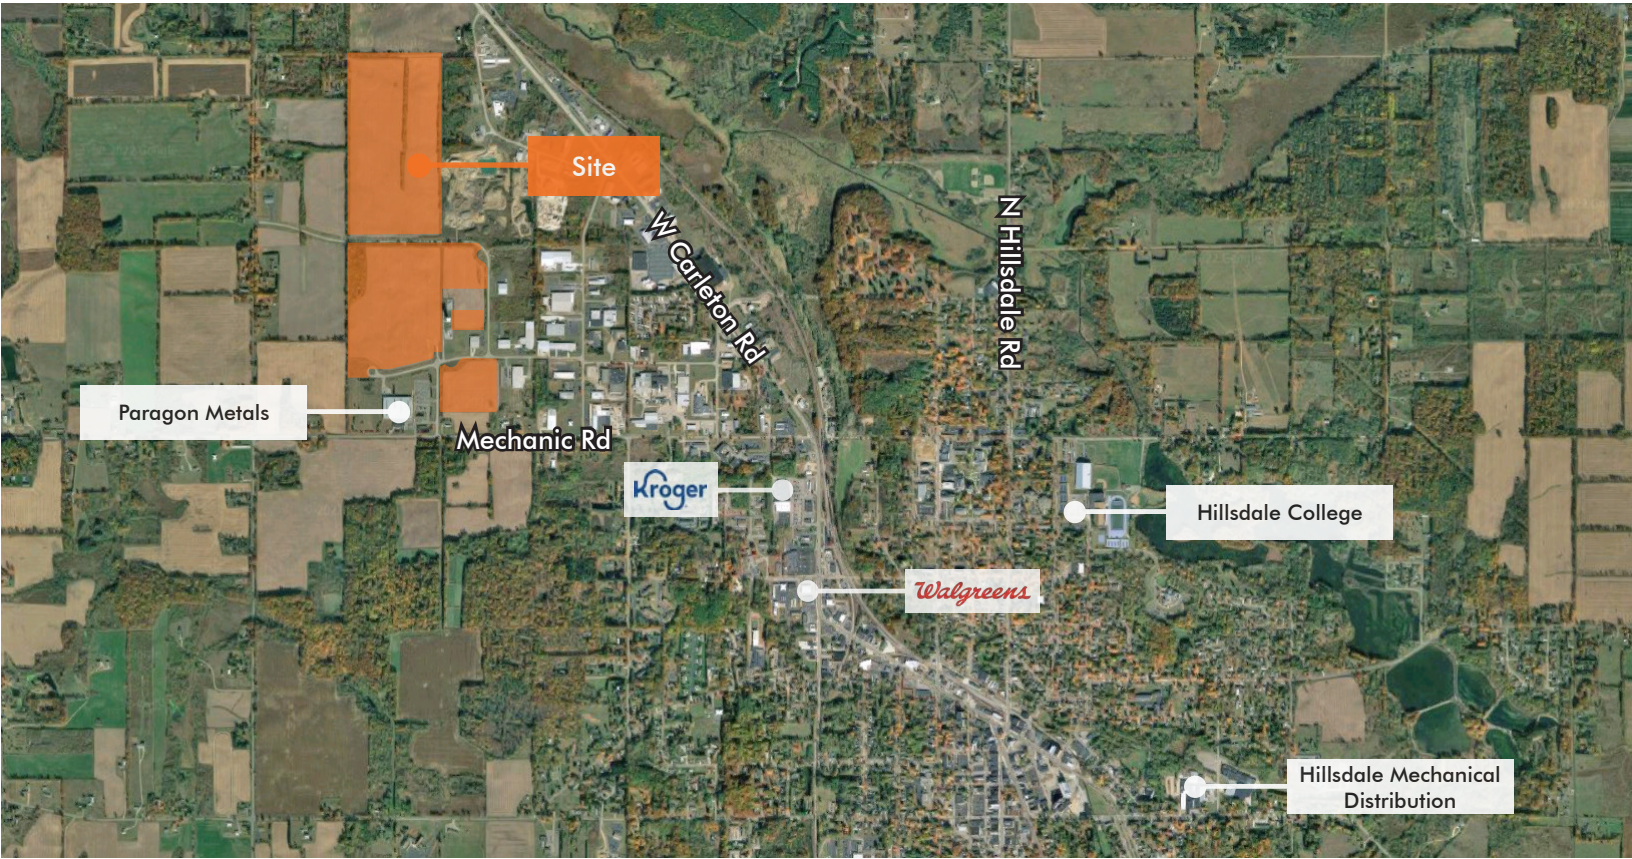 Site
W Carleton Rd
N Hillsdale Rd
Paragon Metals
Mechanic Rd
Kroger
Hillsdale College
Walgreens
Hillsdale Mechanical
Distribution